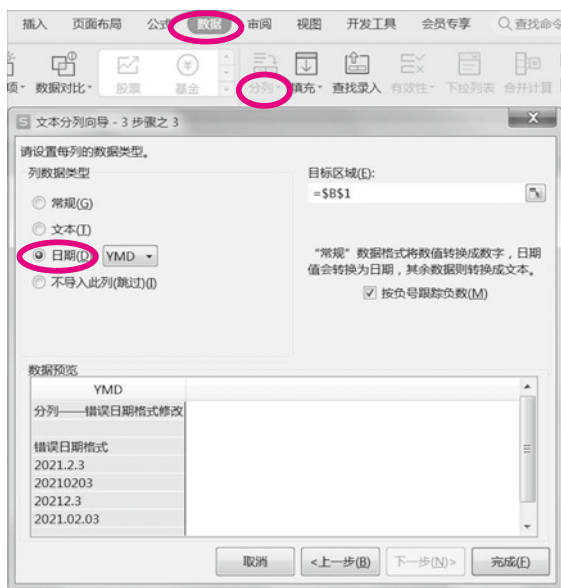 插入 页面布局 公式 数据 审阅 视图 开发工具 会员专享 查找命令
项· 数据对比· 股票 基金 分列· 填充· 查找录入 有效性· 下拉列表 合并计算
文本分列向导 - 3 步骤之 3
请设置每列的数据类型。
列数据类型
目标区域(E):
=$B$1
常规(G)
文本(T)
日期(D) YMD
不导入此列(跳过)(I)
“常规”数据格式将数值转换成数字，日期
值会转换为日期，其余数据则转换成文本。
按负号跟踪负数(M)
数据预览
YMD
分列——错误日期格式修改
错误日期格式
2021.2.3
20210203
20212.3
2021.02.03
取消 <上一步(B) 下一步(N)> 完成(F)